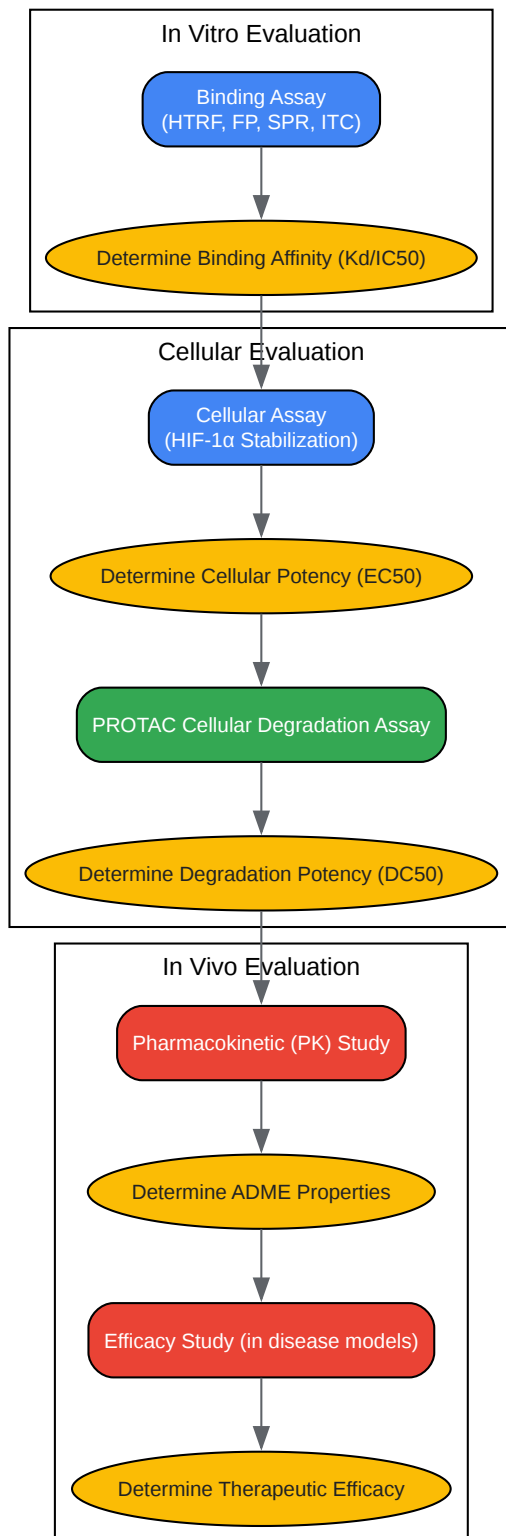 In Vitro Evaluation
Binding Assay
(HTRF, FP, SPR, ITC)
Determine Binding Affinity (Kd/IC50)
Cellular Evaluation
Cellular Assay
(HIF-1α Stabilization)
Determine Cellular Potency (EC50)
PROTAC Cellular Degradation Assay
Determine Degradation Potency (DC50)
In Vivo Evaluation
Pharmacokinetic (PK) Study
Determine ADME Properties
Efficacy Study (in disease models)
Determine Therapeutic Efficacy